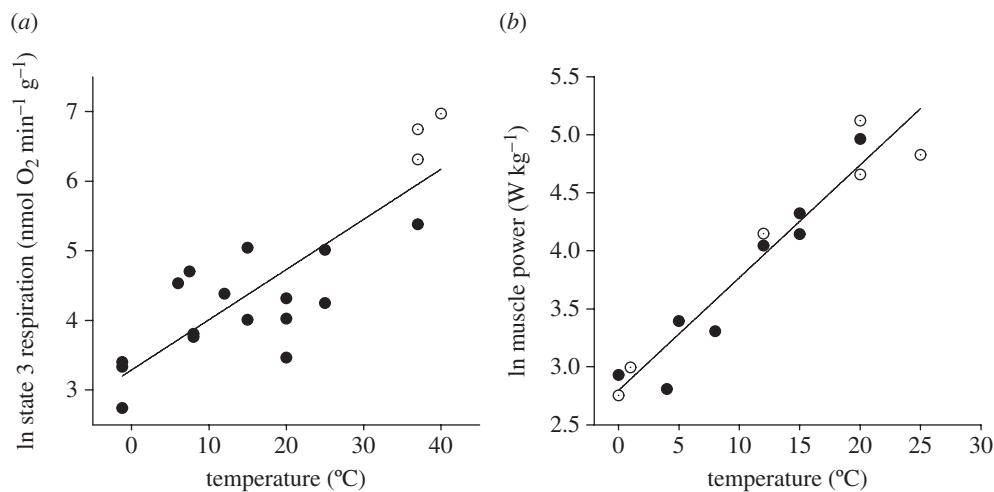 (a)
ln state 3 respiration (nmol O₂ min⁻¹ g⁻¹)
7
6
5
4
3
0 10 20 30 40
temperature (ºC)
(b)
ln muscle power (W kg⁻¹)
5.5
5.0
4.5
4.0
3.5
3.0
2.5
0 5 10 15 20 25 30
temperature (ºC)